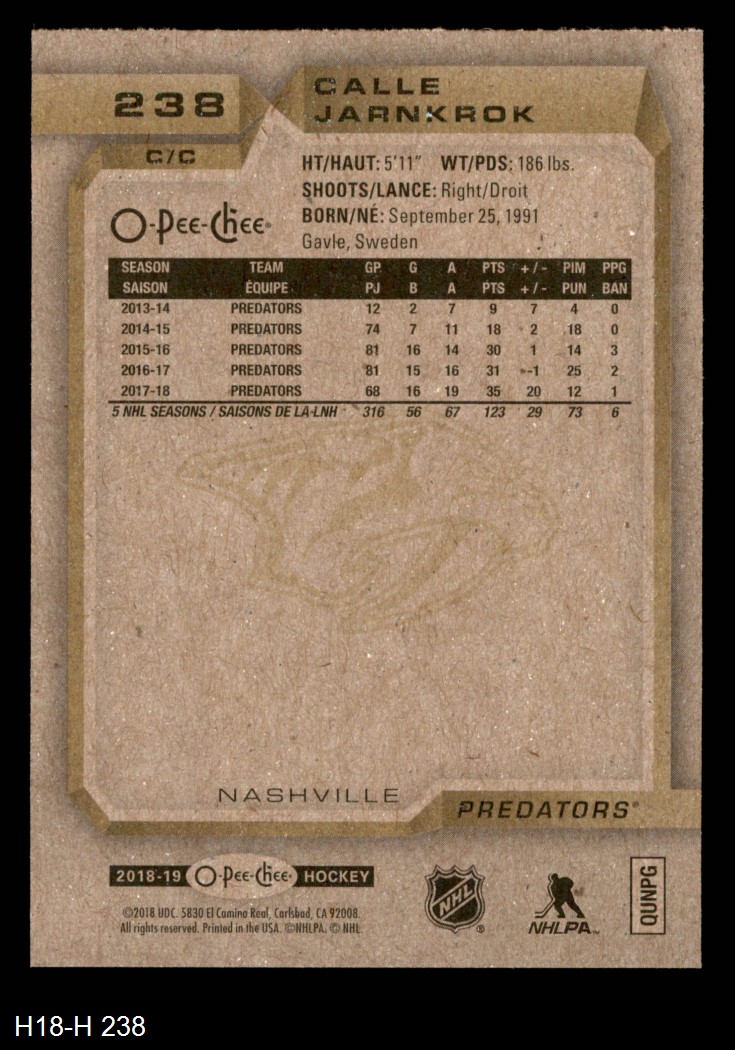 238
CALLE
JARNKROK
C/C
HT/HAUT: 5'11" WT/PDS: 186 lbs.
SHOOTS/LANCE: Right/Droit
BORN/NÉ: September 25, 1991
Gavle, Sweden
O-Pee-Chee
SEASON TEAM GP G A PTS +/- PIM PPG
SAISON ÉQUIPE PJ B A PTS +/- PUN BAN
2013-14 PREDATORS 12 2 7 9 7 4 0
2014-15 PREDATORS 74 7 11 18 2 18 0
2015-16 PREDATORS 81 16 14 30 1 14 3
2016-17 PREDATORS 81 15 16 31 -1 25 2
2017-18 PREDATORS 68 16 19 35 20 12 1
5 NHL SEASONS / SAISONS DE LA LNH 316 56 67 123 29 73 6
NASHVILLE
PREDATORS®
2018-19 O-Pee-Chee HOCKEY
©2018 UDC. 5830 El Camino Real, Carlsbad, CA 92008.
All rights reserved. Printed in the USA. ©NHLPA. © NHL
NHL®
NHLPA™
QUNPG
H18-H 238